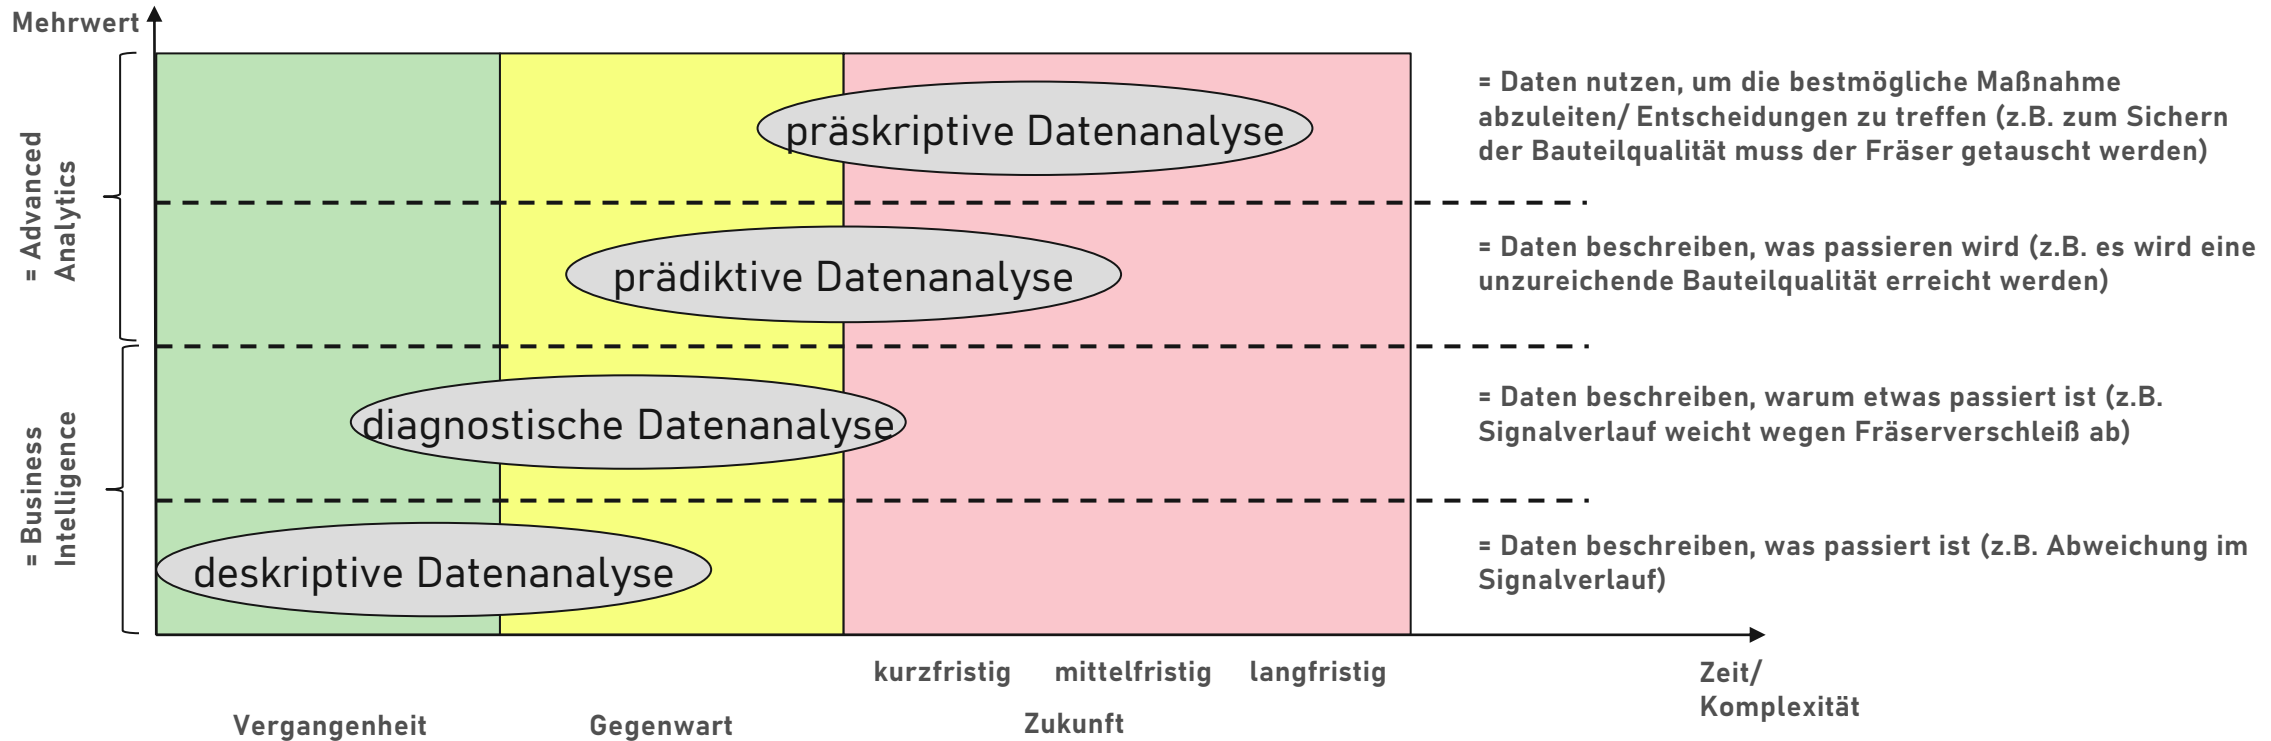 Mehrwert
= Advanced
Analytics
= Business
Intelligence
präskriptive Datenanalyse
= Daten nutzen, um die bestmögliche Maßnahme
abzuleiten/ Entscheidungen zu treffen (z.B. zum Sichern
der Bauteilqualität muss der Fräser getauscht werden)
prädiktive Datenanalyse
= Daten beschreiben, was passieren wird (z.B. es wird eine
unzureichende Bauteilqualität erreicht werden)
diagnostische Datenanalyse
= Daten beschreiben, warum etwas passiert ist (z.B.
Signalverlauf weicht wegen Fräserverschleiß ab)
deskriptive Datenanalyse
= Daten beschreiben, was passiert ist (z.B. Abweichung im
Signalverlauf)
kurzfristig mittelfristig langfristig
Zeit/
Komplexität
Vergangenheit Gegenwart Zukunft